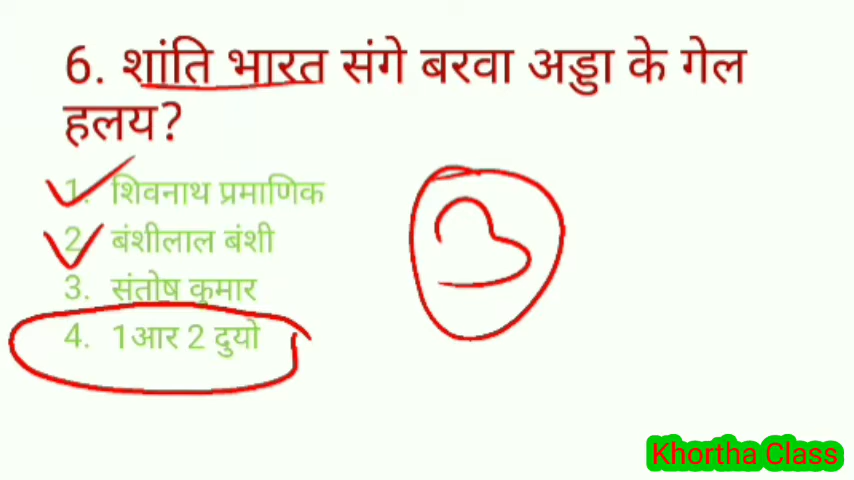 6. शांति भारत संगे बरवा अड्डा के गेल
हलय?
1. शिवनाथ प्रमाणिक
2. बंशीलाल बंशी
3. संतोष कुमार
4. 1आर 2 दुयो
Khortha Class